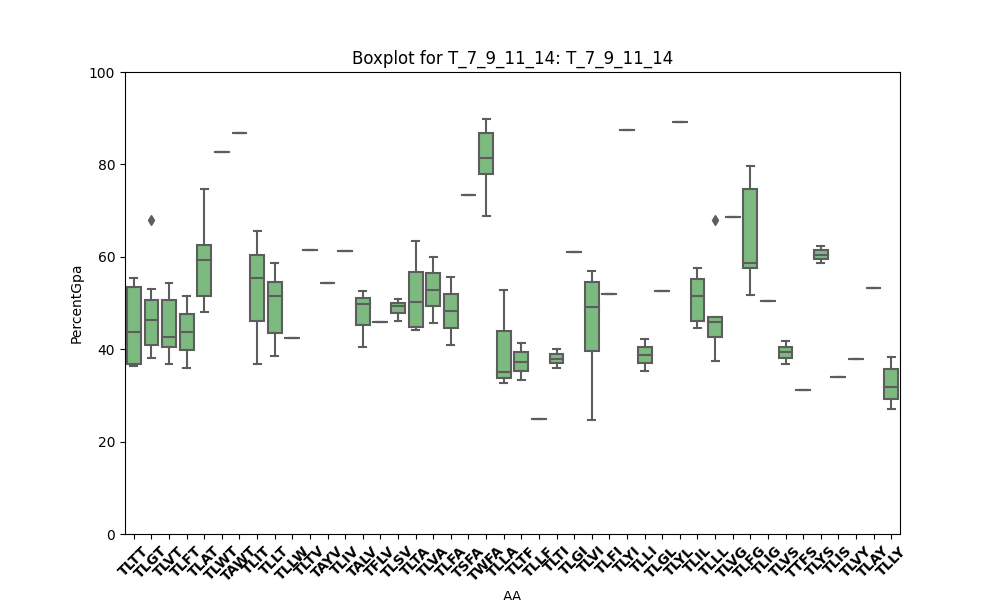 Boxplot for T_7_9_11_14: T_7_9_11_14
PercentGpa
100
80
60
40
20
0
TLTT
TLGT
TLVT
TLFT
TLAT
TLWT
TAWT
TLIT
TLLT
TLLW
TLTV
TAYV
TLIV
TALV
TFLV
TLSV
TLIA
TLVA
TLFA
TSFA
TWFA
TLLA
TLTF
TLLF
TLTI
TLGI
TLVI
TLFI
TLYI
TLLI
TLGL
TLYL
TLIL
TLLL
TLVG
TLFG
TLIG
TLVS
TTFS
TLYS
TLIS
TLVY
TLAY
TLLY
AA